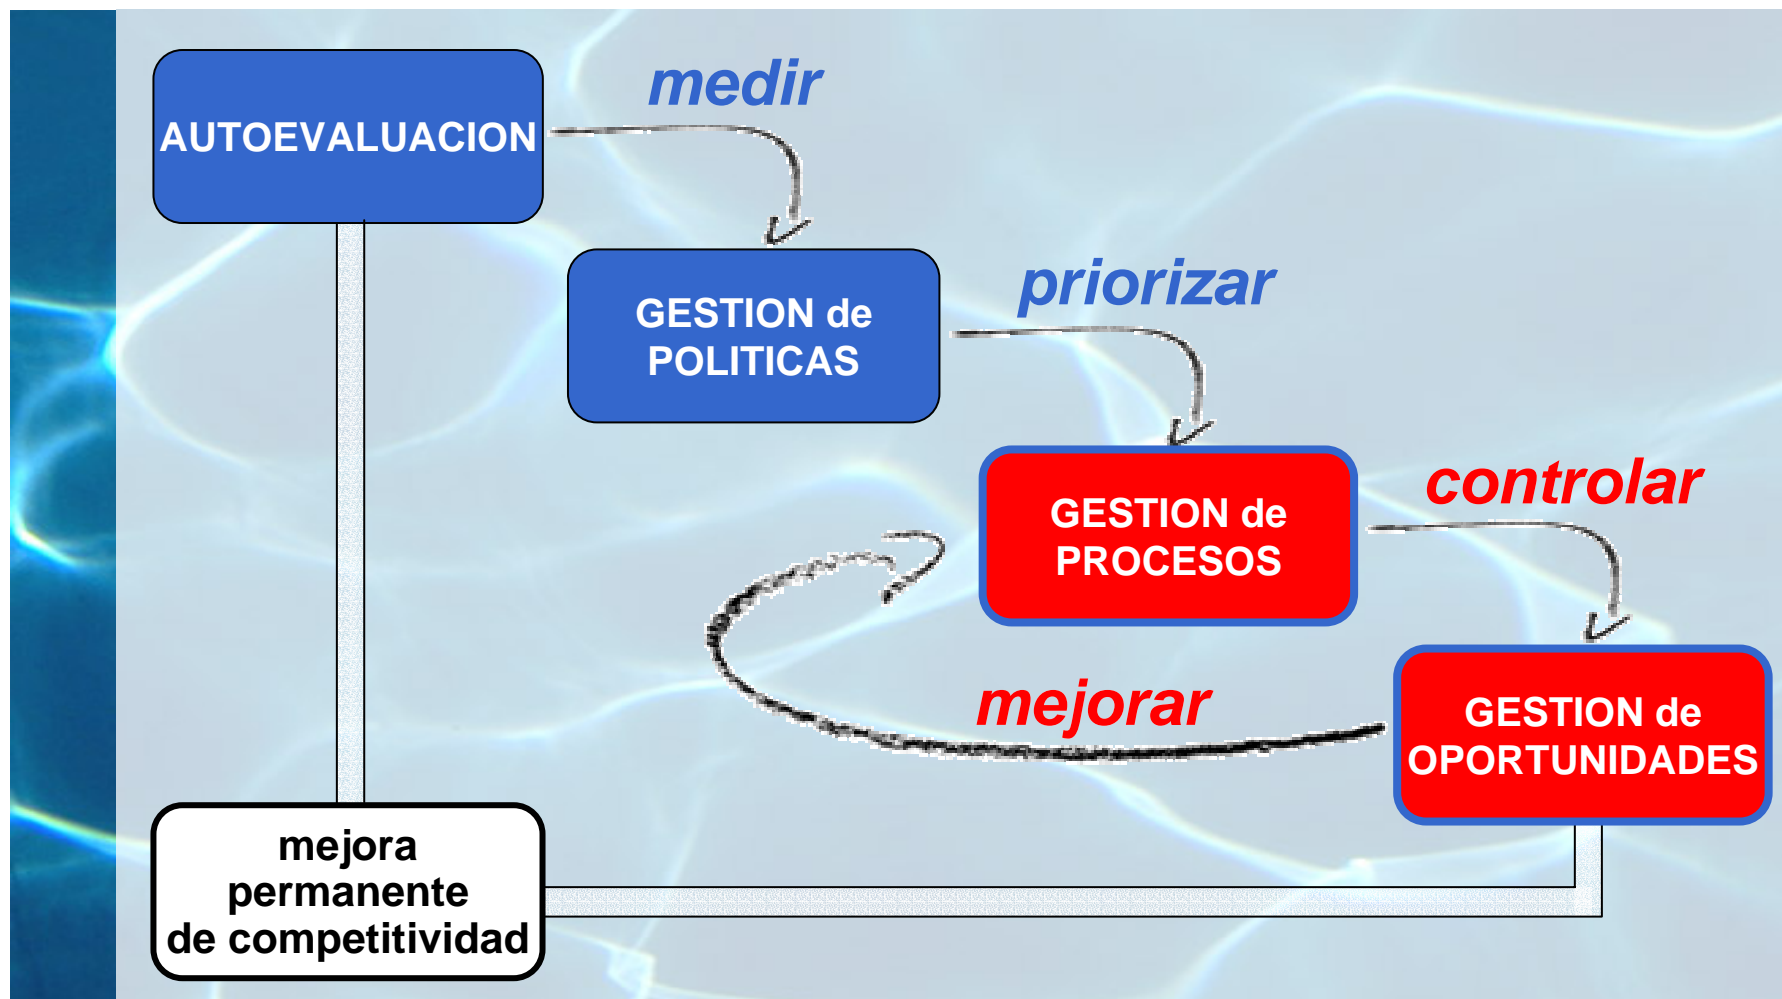 AUTOEVALUACION
medir
GESTION de
POLITICAS
priorizar
GESTION de
PROCESOS
controlar
GESTION de
OPORTUNIDADES
mejorar
mejora
permanente
de competitividad